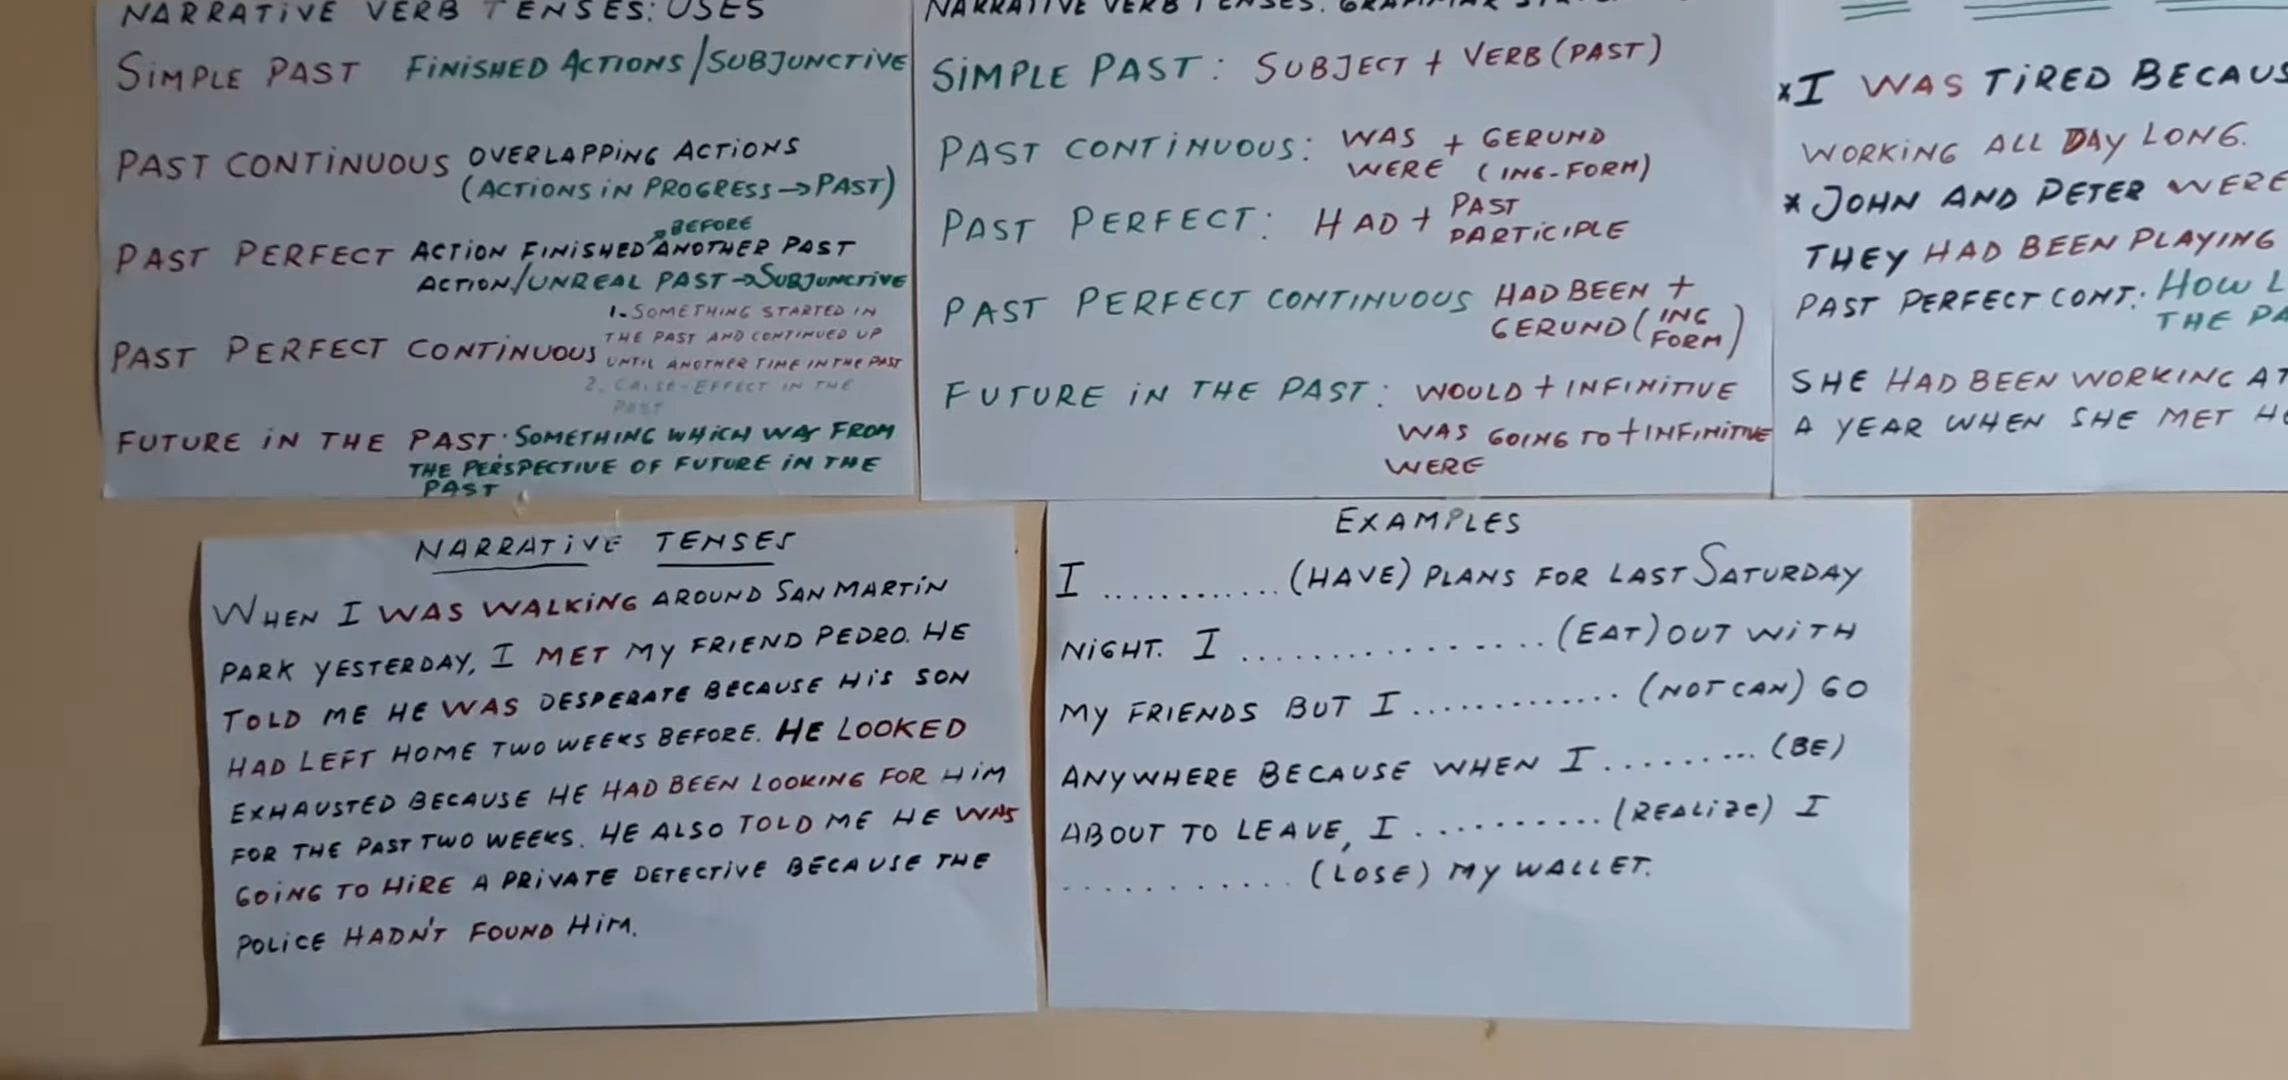 NARRATIVE VERB TENSES: USES
SIMPLE PAST FINISHED ACTIONS/SUBJUNCTIVE
PAST CONTINUOUS OVERLAPPING ACTIONS
(ACTIONS IN PROGRESS→PAST)
BEFORE
PAST PERFECT ACTION FINISHED ANOTHER PAST
ACTION/UNREAL PAST→SUBJUNCTIVE
1. SOMETHING STARTED IN
THE PAST AND CONTINUED UP
PAST PERFECT CONTINUOUS UNTIL ANOTHER TIME IN THE PAST
2. CAUSE-EFFECT IN THE
PAST
FUTURE IN THE PAST: SOMETHING WHICH WAS FROM
THE PERSPECTIVE OF FUTURE IN THE
PAST
NARRATIVE VERB TENSES: GRAMMAR
SIMPLE PAST: SUBJECT + VERB (PAST)
PAST CONTINUOUS: WAS + GERUND
WERE (ING-FORM)
PAST PERFECT: HAD + PAST
PARTICIPLE
PAST PERFECT CONTINUOUS HAD BEEN +
GERUND (ING
FORM)
FUTURE IN THE PAST: WOULD + INFINITIVE
WAS GOING TO + INFINITIVE
WERE
*I WAS TIRED BECAUS
WORKING ALL DAY LONG.
* JOHN AND PETER WERE
THEY HAD BEEN PLAYING
PAST PERFECT CONT: HOW L
THE PA
SHE HAD BEEN WORKING AT
A YEAR WHEN SHE MET H
NARRATIVE TENSES
WHEN I WAS WALKING AROUND SAN MARTIN
PARK YESTERDAY, I MET MY FRIEND PEDRO. HE
TOLD ME HE WAS DESPERATE BECAUSE HIS SON
HAD LEFT HOME TWO WEEKS BEFORE. HE LOOKED
EXHAUSTED BECAUSE HE HAD BEEN LOOKING FOR HIM
FOR THE PAST TWO WEEKS. HE ALSO TOLD ME HE WAS
GOING TO HIRE A PRIVATE DETECTIVE BECAUSE THE
POLICE HADN'T FOUND HIM.
EXAMPLES
I ............ (HAVE) PLANS FOR LAST SATURDAY
NIGHT. I ................ (EAT) OUT WITH
MY FRIENDS BUT I ............. (NOT CAN) GO
ANYWHERE BECAUSE WHEN I ......... (BE)
ABOUT TO LEAVE, I ........... (REALIZE) I
............ (LOSE) MY WALLET.